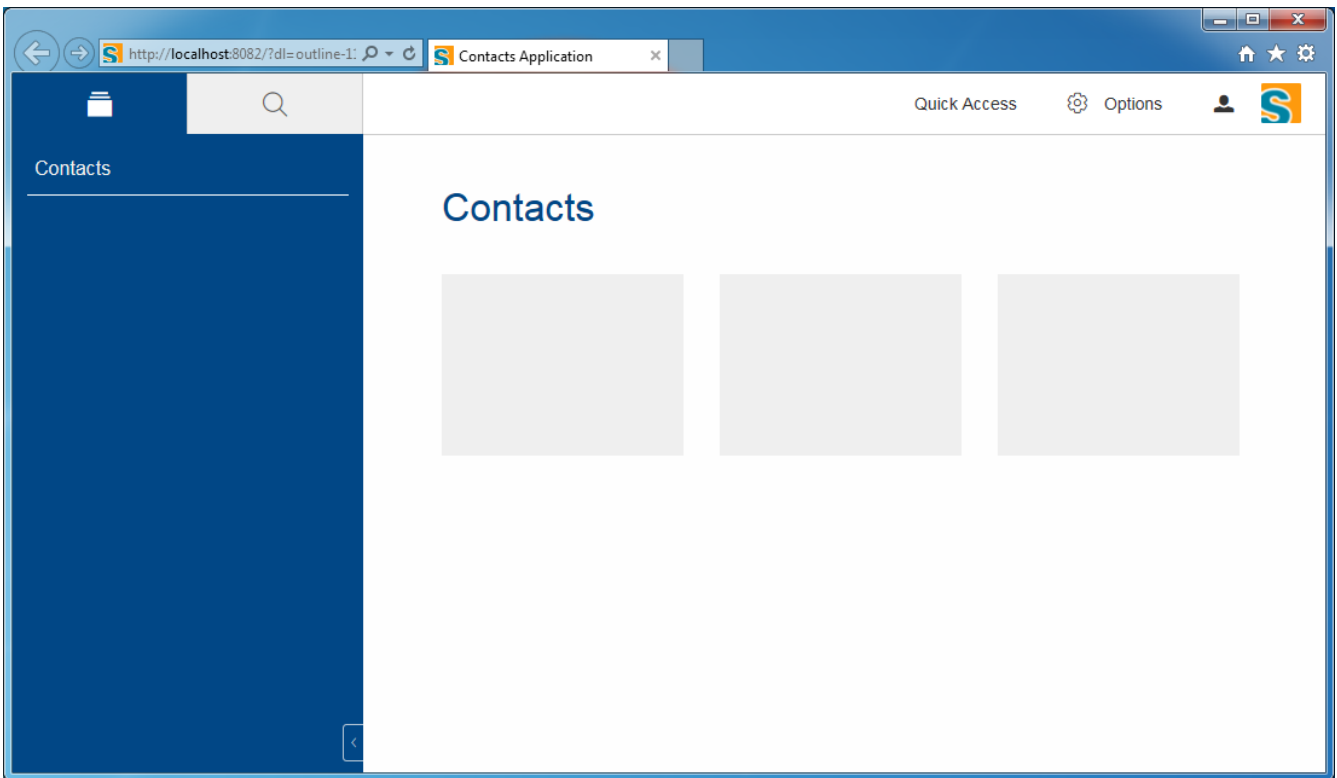 http://localhost:8082/?dl=outline-1:
Contacts Application
Quick Access
Options
S
Contacts
Contacts